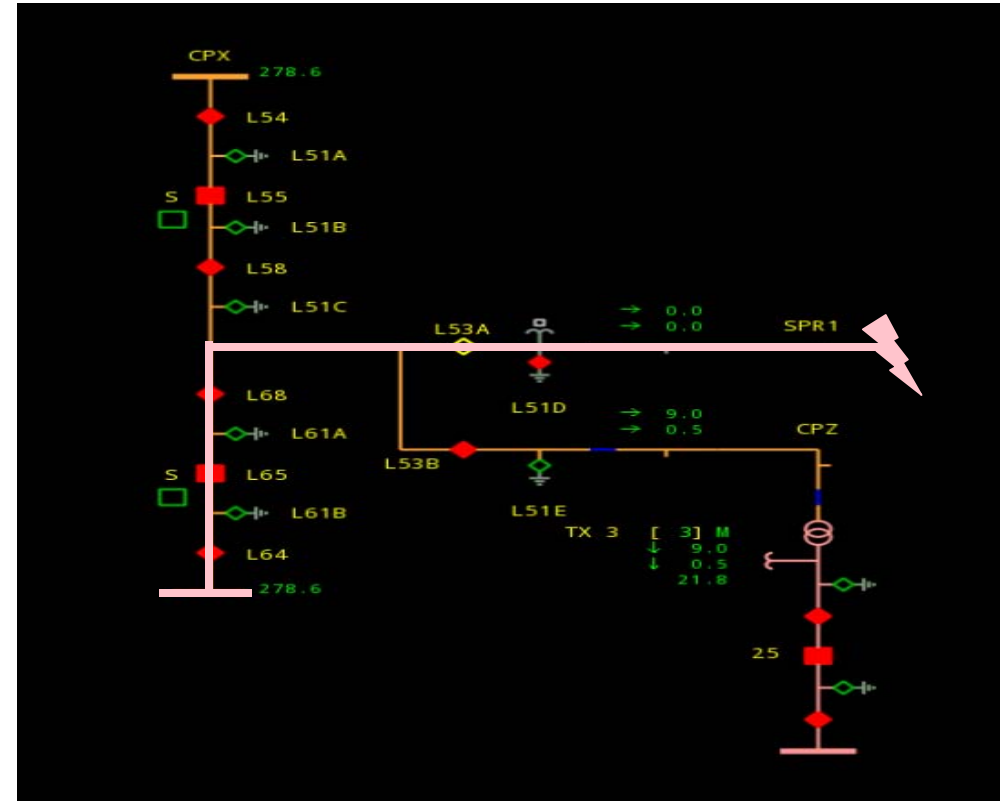 CPX
278.6
L54
L51A
S
L55
L51B
L58
L51C
L53A
→ 0.0
→ 0.0
SPR1
L68
L51D
L61A
→ 9.0
→ 0.5
CPZ
L53B
S
L65
L61B
L51E
TX 3 [ 3] M
↓ 9.0
↓ 0.5
21.8
L64
278.6
25